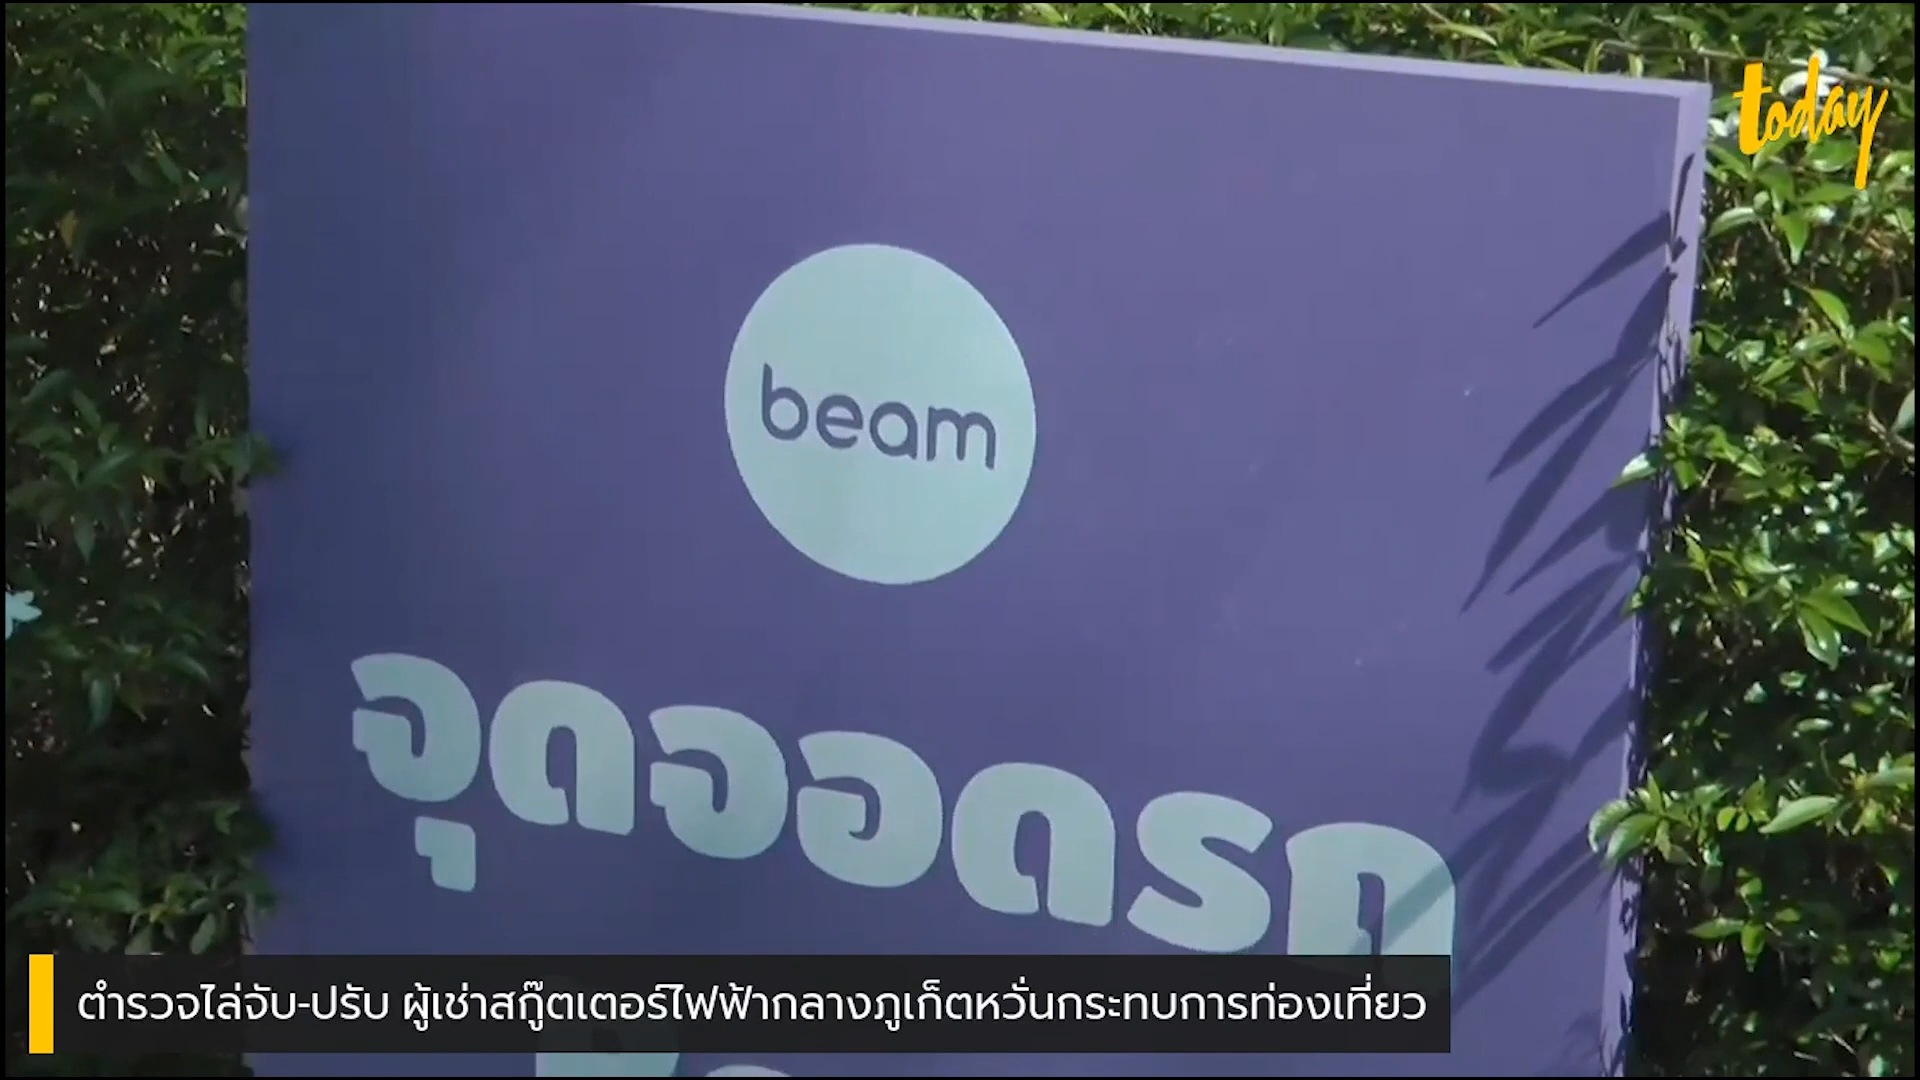 today
beam
จุดจอดรถ
ตำรวจไล่จับ-ปรับ ผู้เช่าสกู๊ตเตอร์ไฟฟ้ากลางภูเก็ตหวั่นกระทบการท่องเที่ยว